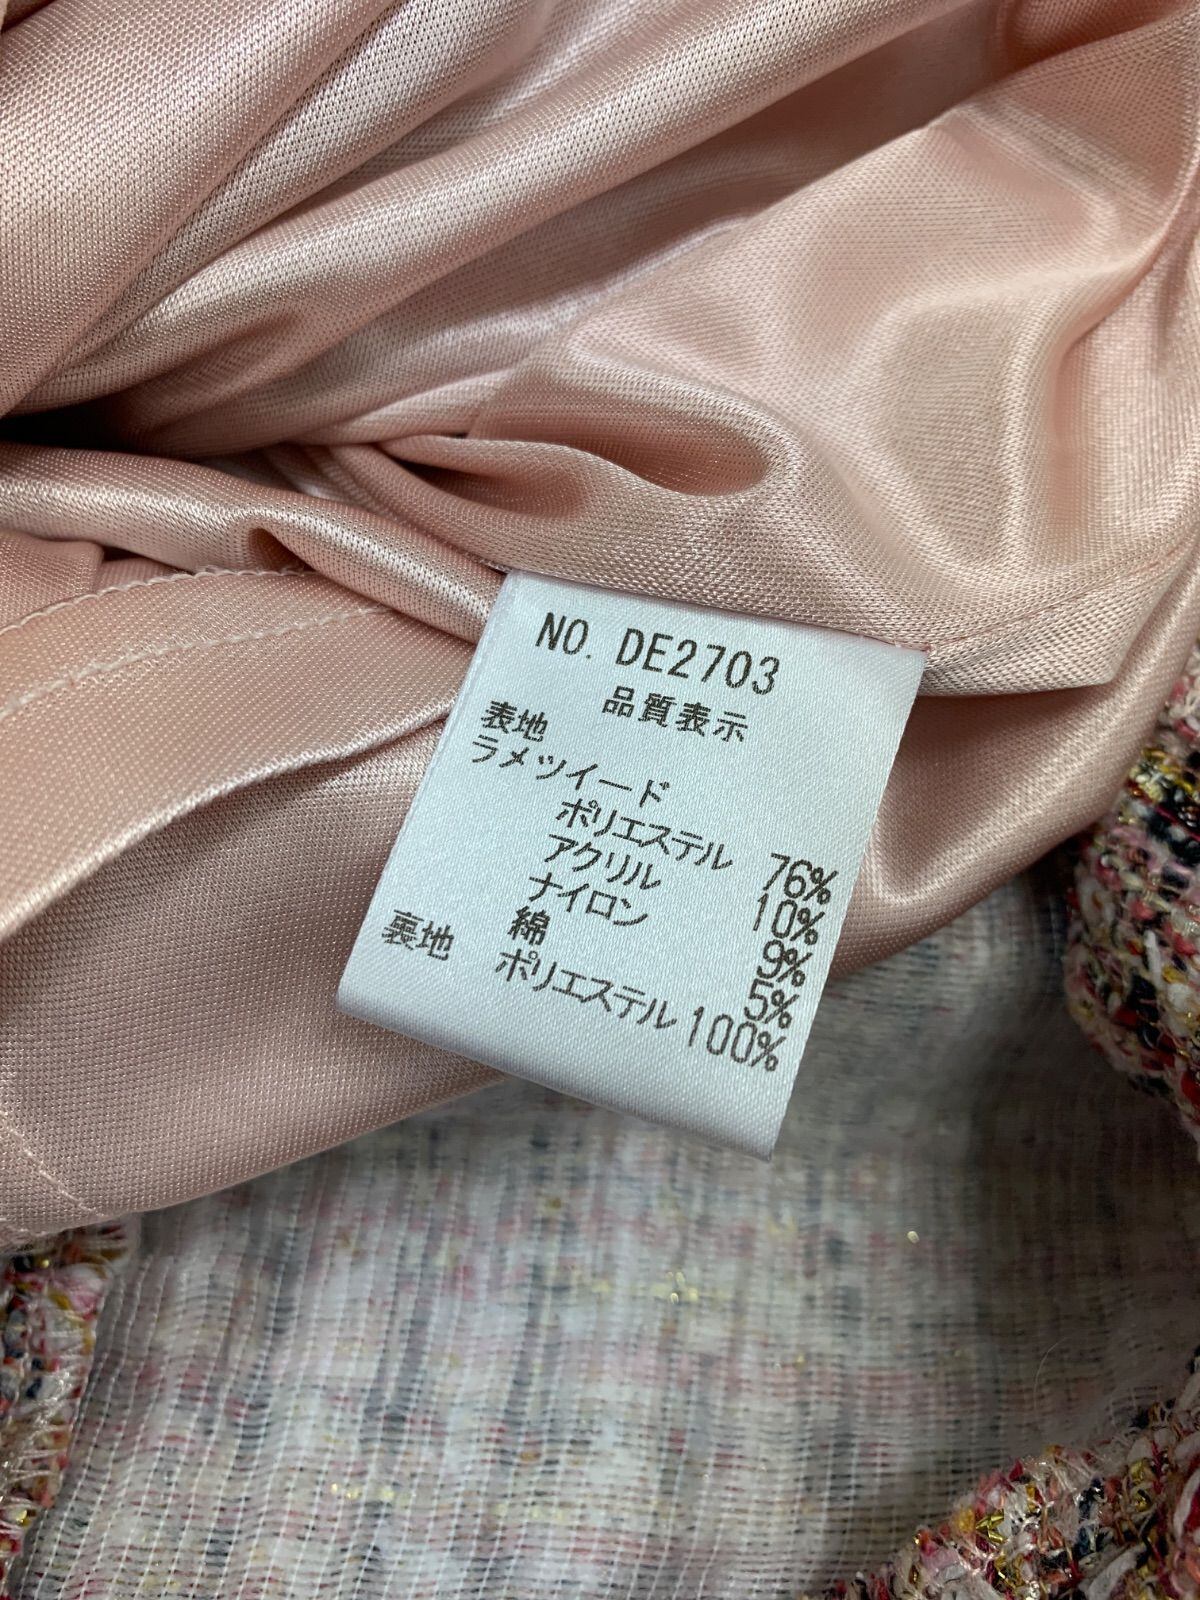 NO. DE2703
品質表示
表地
ラメツイード
ポリエステル 76%
アクリル 10%
ナイロン 9%
綿 5%
裏地 ポリエステル 100%